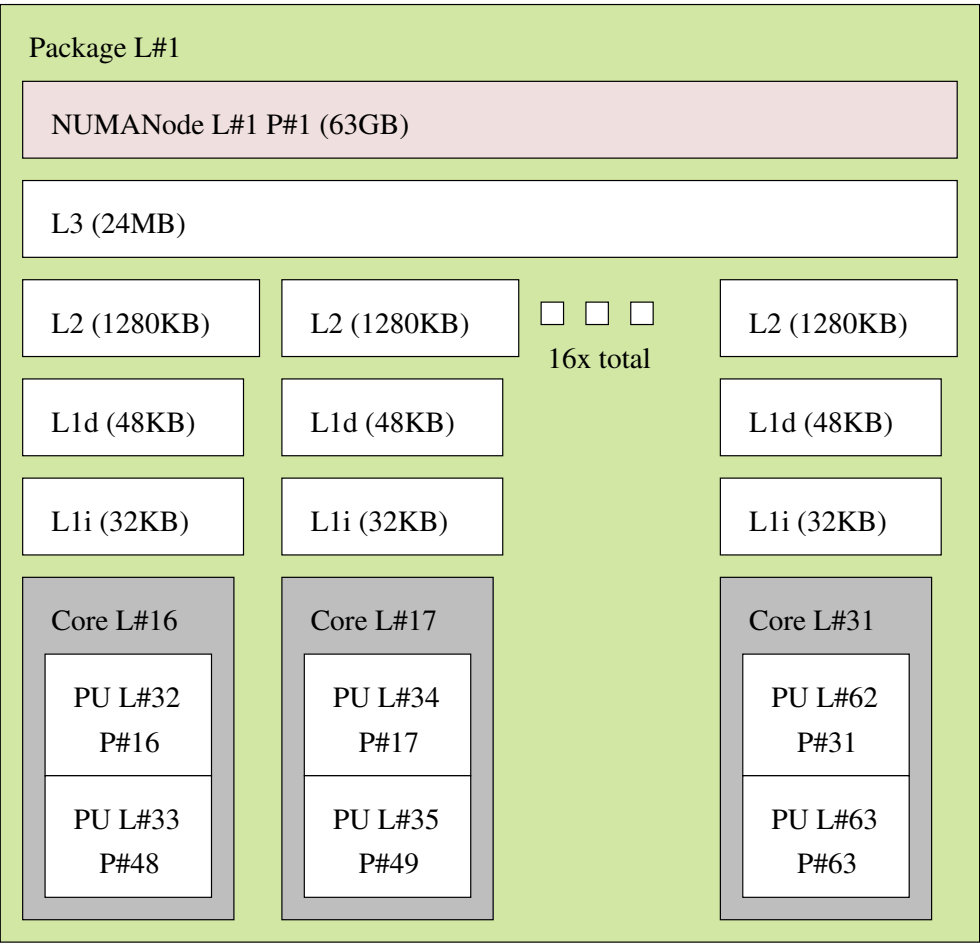 Package L#1
NUMANode L#1 P#1 (63GB)
L3 (24MB)
L2 (1280KB) L2 (1280KB) L2 (1280KB)
16x total
L1d (48KB) L1d (48KB) L1d (48KB)
L1i (32KB) L1i (32KB) L1i (32KB)
Core L#16 Core L#17 Core L#31
PU L#32 PU L#34 PU L#62
P#16 P#17 P#31
PU L#33 PU L#35 PU L#63
P#48 P#49 P#63